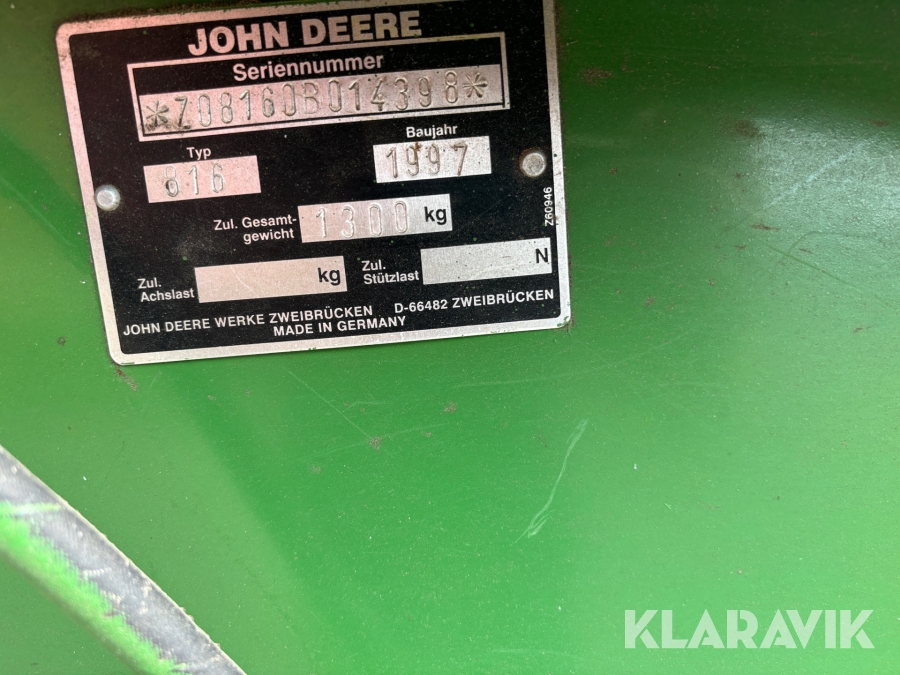 JOHN DEERE
Seriennummer
*Z08160B014398*
Typ
816
Baujahr
1997
Zul. Gesamt-
gewicht
1300 kg
Zul.
Achslast
kg
Zul.
Stützlast
N
Z60946
JOHN DEERE WERKE ZWEIBRÜCKEN D-66482 ZWEIBRÜCKEN
MADE IN GERMANY
KLARAVIK